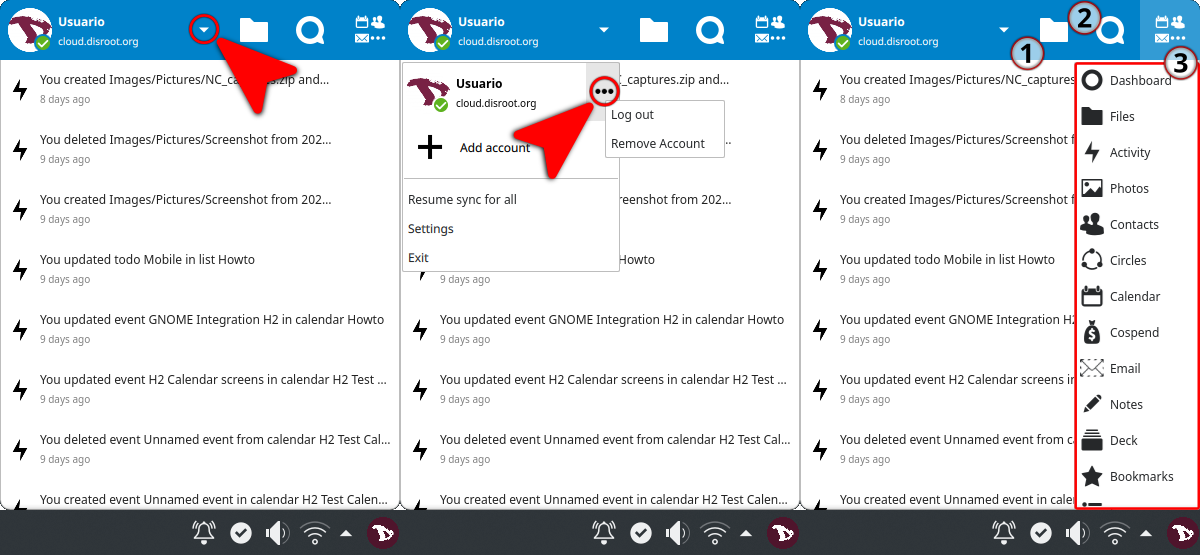 Usuario
cloud.disroot.org
You created Images/Pictures/NC_captures.zip and...
8 days ago
You deleted Images/Pictures/Screenshot from 202...
9 days ago
You created Images/Pictures/Screenshot from 202...
9 days ago
You updated todo Mobile in list Howto
9 days ago
You updated event GNOME Integration H2 in calendar Howto
9 days ago
You updated event H2 Calendar screens in calendar H2 Test ...
9 days ago
You deleted event Unnamed event from calendar H2 Test Cal...
9 days ago
You created event Unnamed event in calendar H2 Test Calen...
Usuario
cloud.disroot.org
Usuario
cloud.disroot.org
Add account
Resume sync for all
Settings
Exit
Log out
Remove Account
C_captures.zip and...
...
reenshot from 202...
Howto
9 days ago
You updated event GNOME Integration H2 in calendar Howto
9 days ago
You updated event H2 Calendar screens in calendar H2 Test ...
9 days ago
You deleted event Unnamed event from calendar H2 Test Cal...
9 days ago
You created event Unnamed event in calendar H2 Test Calen...
Usuario
cloud.disroot.org
1
2
3
You created Images/Pictures/NC_captures
8 days ago
You deleted Images/Pictures/Screenshot f
9 days ago
You created Images/Pictures/Screenshot f
9 days ago
You updated todo Mobile in list Howto
9 days ago
You updated event GNOME Integration H2
9 days ago
You updated event H2 Calendar screens in
9 days ago
You deleted event Unnamed event from ca
9 days ago
You created event Unnamed event in calen
Dashboard
Files
Activity
Photos
Contacts
Circles
Calendar
Cospend
Email
Notes
Deck
Bookmarks